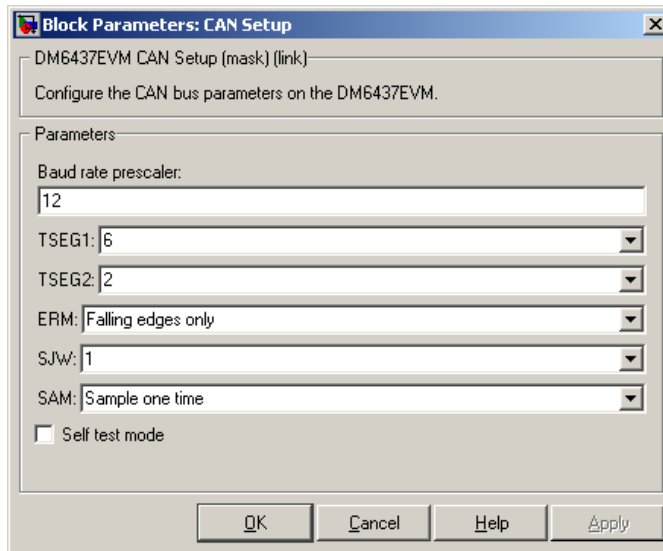 Block Parameters: CAN Setup
DM6437EVM CAN Setup (mask) (link)
Configure the CAN bus parameters on the DM6437EVM.
Parameters
Baud rate prescaler:
12
TSEG1: 6
TSEG2: 2
ERM: Falling edges only
SJW: 1
SAM: Sample one time
Self test mode
OK Cancel Help Apply